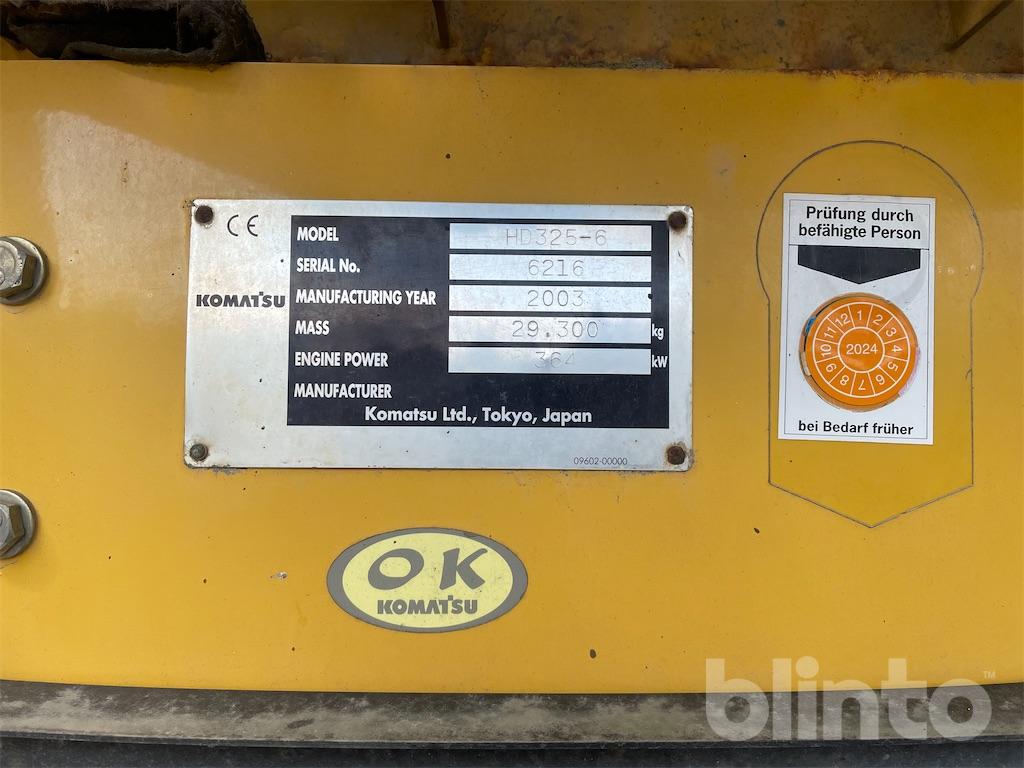 CE
KOMATSU
MODEL HD325-6
SERIAL No. 6216
MANUFACTURING YEAR 2003
MASS 29.300 kg
ENGINE POWER 364 kW
MANUFACTURER
Komatsu Ltd., Tokyo, Japan
09602-00000
Prüfung durch
befähigte Person
12 1 2 3 4 5 6 7 8 9 10 11
2024
bei Bedarf früher
OK
KOMATSU
blinto™